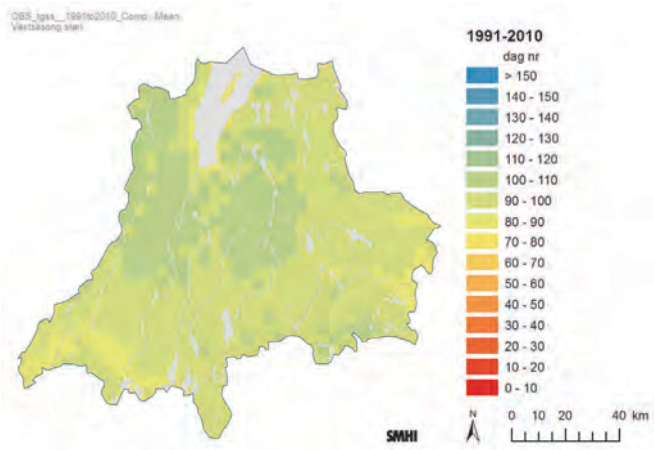 OBS_tgss__1991to2010_Comp. Mean
Växtsäsong start
1991-2010
dag nr
> 150
140 - 150
130 - 140
120 - 130
110 - 120
100 - 110
90 - 100
80 - 90
70 - 80
60 - 70
50 - 60
40 - 50
30 - 40
20 - 30
10 - 20
0 - 10
SMHI
N
0 10 20 40 km